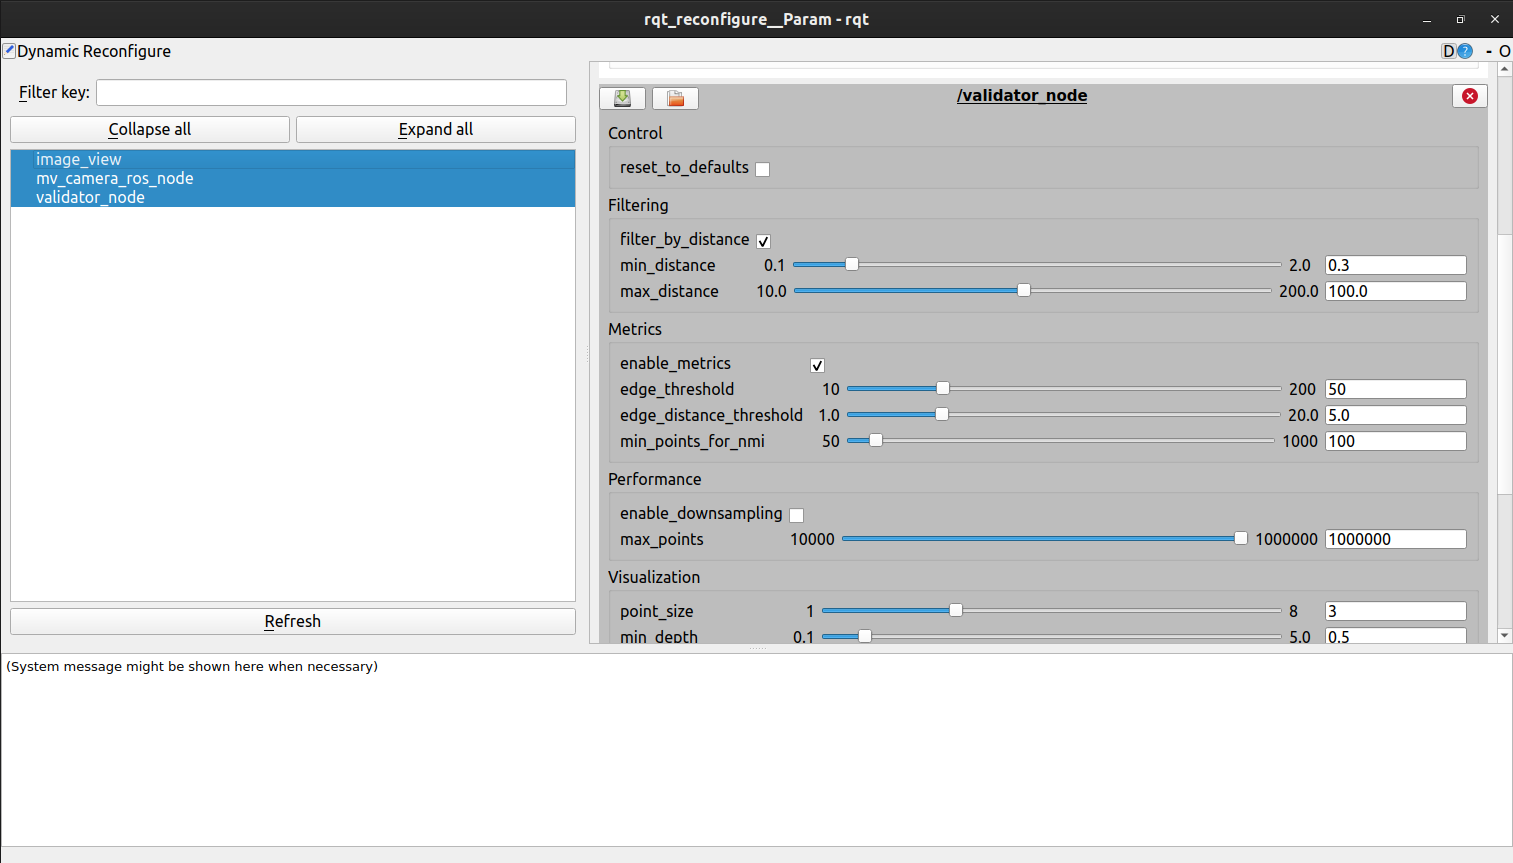 rqt_reconfigure__Param - rqt
Dynamic Reconfigure
D ? - O
Filter key:
Collapse all
Expand all
image_view
mv_camera_ros_node
validator_node
Refresh
/validator_node
Control
reset_to_defaults
Filtering
filter_by_distance
min_distance 0.1 2.0 0.3
max_distance 10.0 200.0 100.0
Metrics
enable_metrics
edge_threshold 10 200 50
edge_distance_threshold 1.0 20.0 5.0
min_points_for_nmi 50 1000 100
Performance
enable_downsampling
max_points 10000 1000000 1000000
Visualization
point_size 1 8 3
min_depth 0.1 5.0 0.5
(System message might be shown here when necessary)